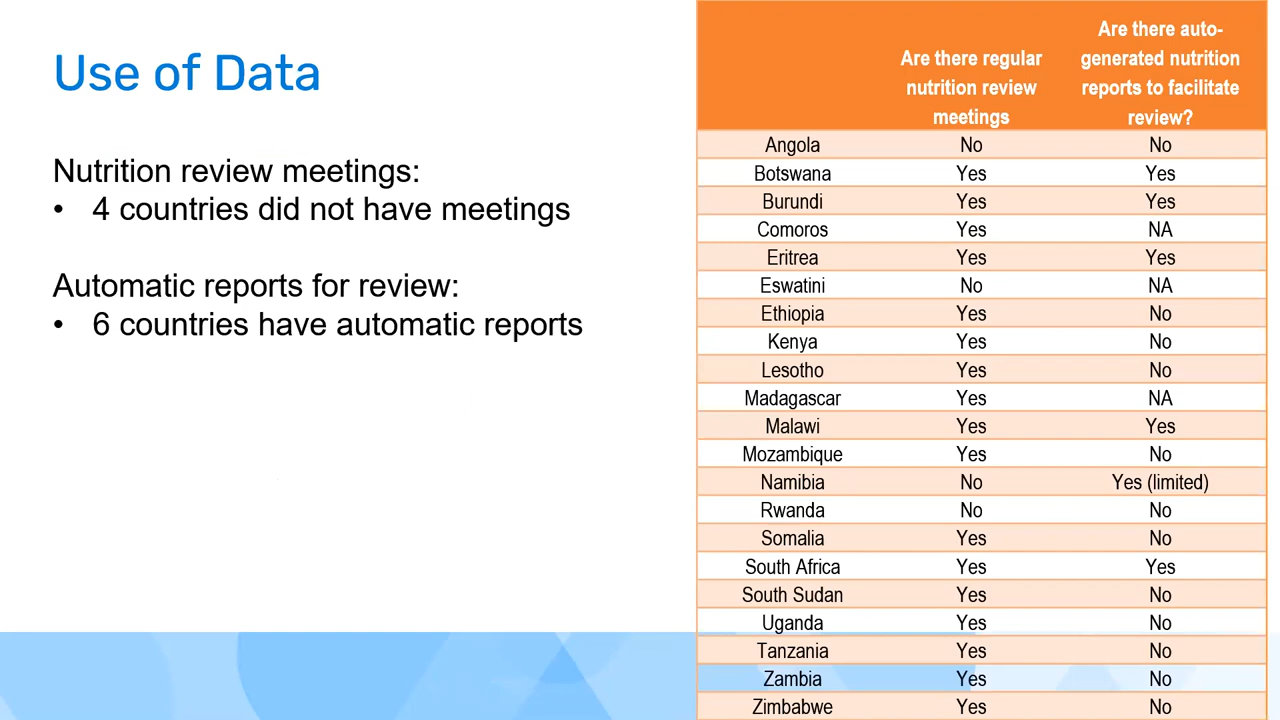 Use of Data
Nutrition review meetings:
• 4 countries did not have meetings
Automatic reports for review:
• 6 countries have automatic reports
Are there regular nutrition review meetings
Are there auto-generated nutrition reports to facilitate review?
Angola No No
Botswana Yes Yes
Burundi Yes Yes
Comoros Yes NA
Eritrea Yes Yes
Eswatini No NA
Ethiopia Yes No
Kenya Yes No
Lesotho Yes No
Madagascar Yes NA
Malawi Yes Yes
Mozambique Yes No
Namibia No Yes (limited)
Rwanda No No
Somalia Yes No
South Africa Yes Yes
South Sudan Yes No
Uganda Yes No
Tanzania Yes No
Zambia Yes No
Zimbabwe Yes No